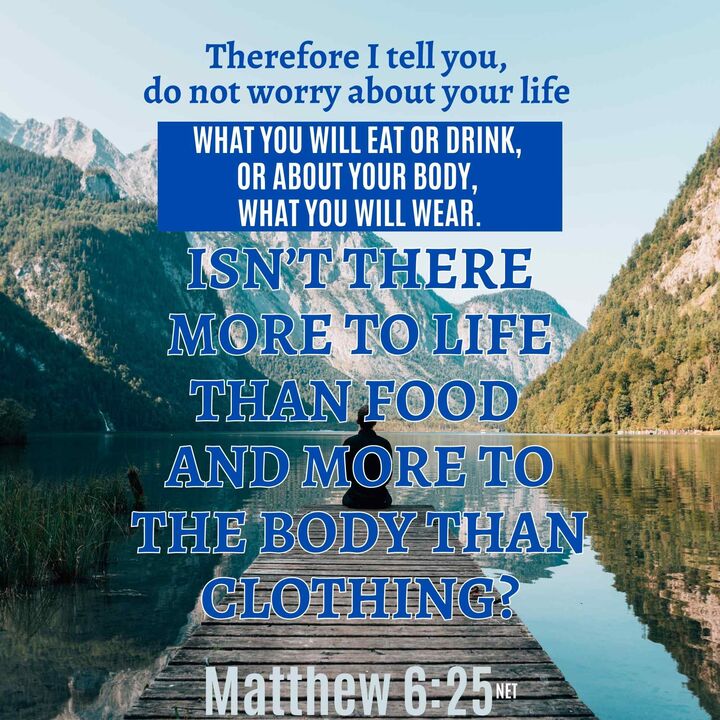 Therefore I tell you,
do not worry about your life
WHAT YOU WILL EAT OR DRINK,
OR ABOUT YOUR BODY,
WHAT YOU WILL WEAR.
ISN’T THERE
MORE TO LIFE
THAN FOOD
AND MORE TO
THE BODY THAN
CLOTHING?
Matthew 6:25 NET